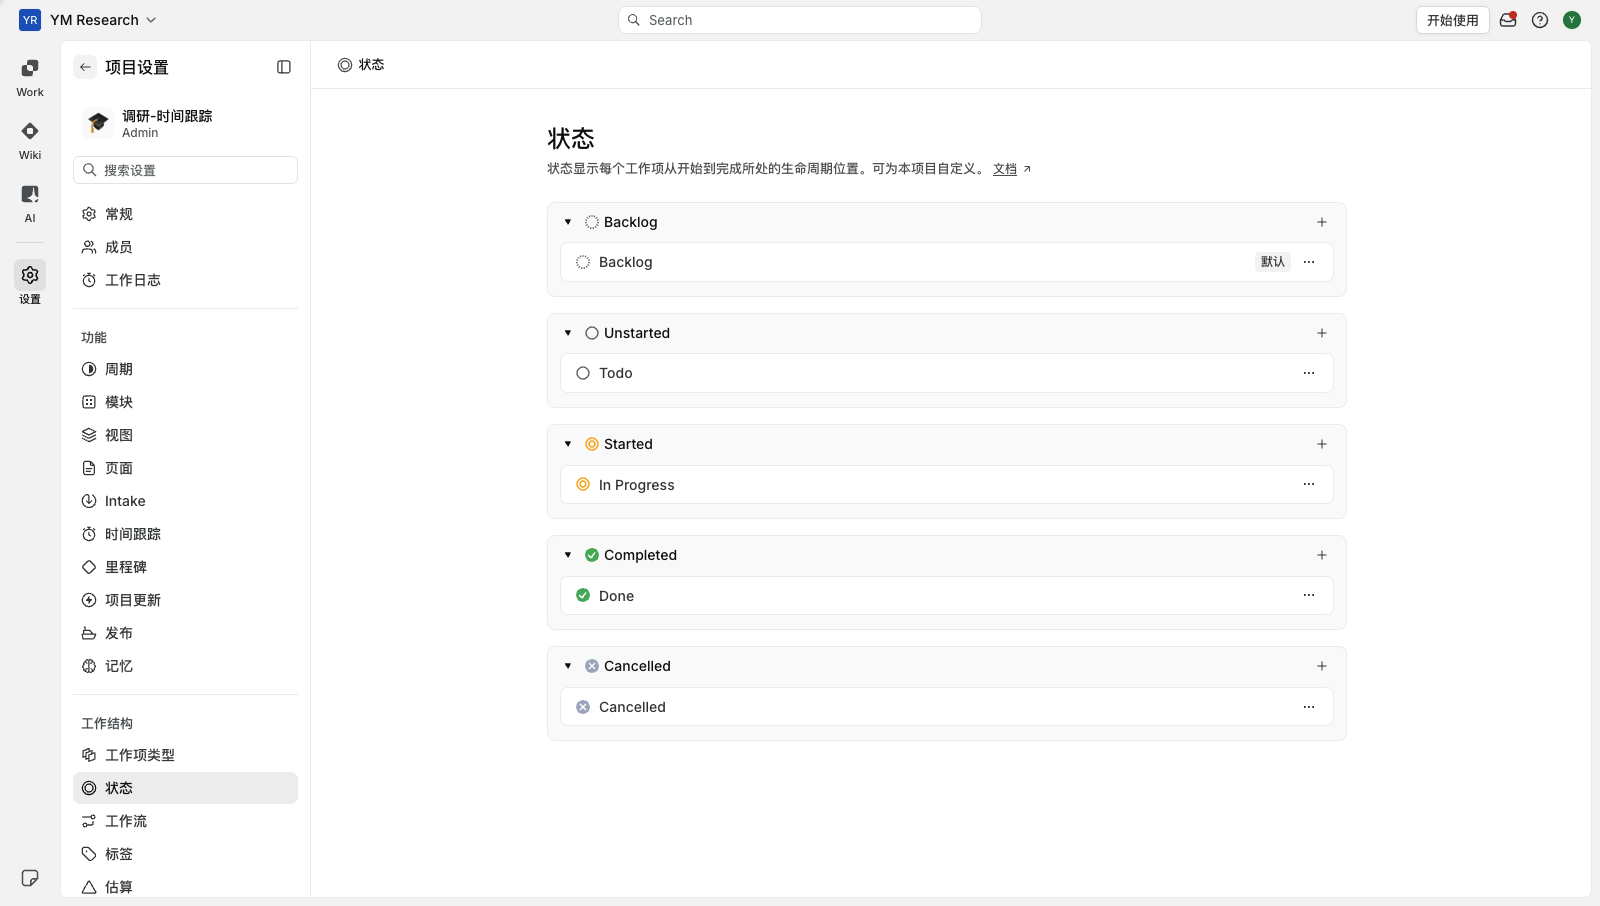 YR YM Research
Search
开始使用
Y
Work
Wiki
AI
设置
项目设置
调研-时间跟踪
Admin
搜索设置
常规
成员
工作日志
功能
周期
模块
视图
页面
Intake
时间跟踪
里程碑
项目更新
发布
记忆
工作结构
工作项类型
状态
工作流
标签
估算
状态
状态
状态显示每个工作项从开始到完成所处的生命周期位置。可为本项目自定义。 文档
Backlog
Backlog 默认
Unstarted
Todo
Started
In Progress
Completed
Done
Cancelled
Cancelled